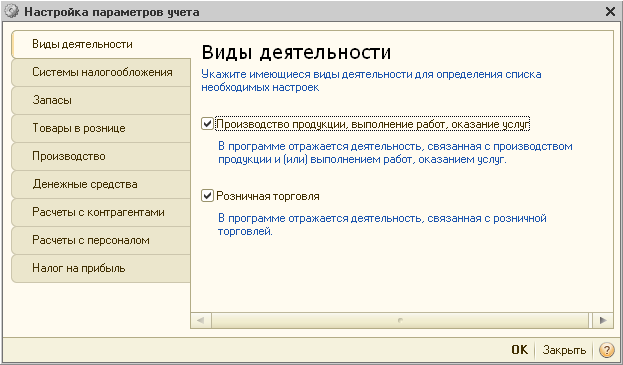 Настройка параметров учета
Виды деятельности
Системы налогообложения
Запасы
Товары в рознице
Производство
Денежные средства
Расчеты с контрагентами
Расчеты с персоналом
Налог на прибыль
Виды деятельности
Укажите имеющиеся виды деятельности для определения списка
необходимых настроек
Производство продукции, выполнение работ, оказание услуг
В программе отражается деятельность, связанная с производством
продукции и (или) выполнением работ, оказанием услуг.
Розничная торговля
В программе отражается деятельность, связанная с розничной
торговлей.
OK Закрыть ?